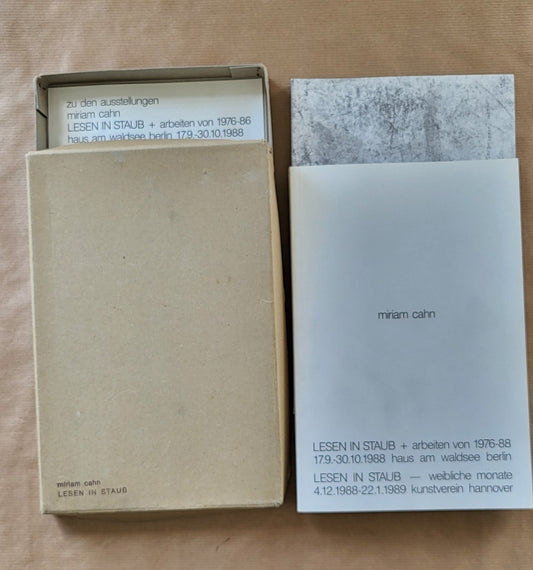 zu den ausstellungen
miriam cahn
LESEN IN STAUB + arbeiten von 1976-86
haus am waldsee berlin 17.9.-30.10.1988
miriam cahn
LESEN IN STAUB
miriam cahn
LESEN IN STAUB + arbeiten von 1976-88
17.9.-30.10.1988 haus am waldsee berlin
LESEN IN STAUB — weibliche monate
4.12.1988-22.1.1989 kunstverein hannover